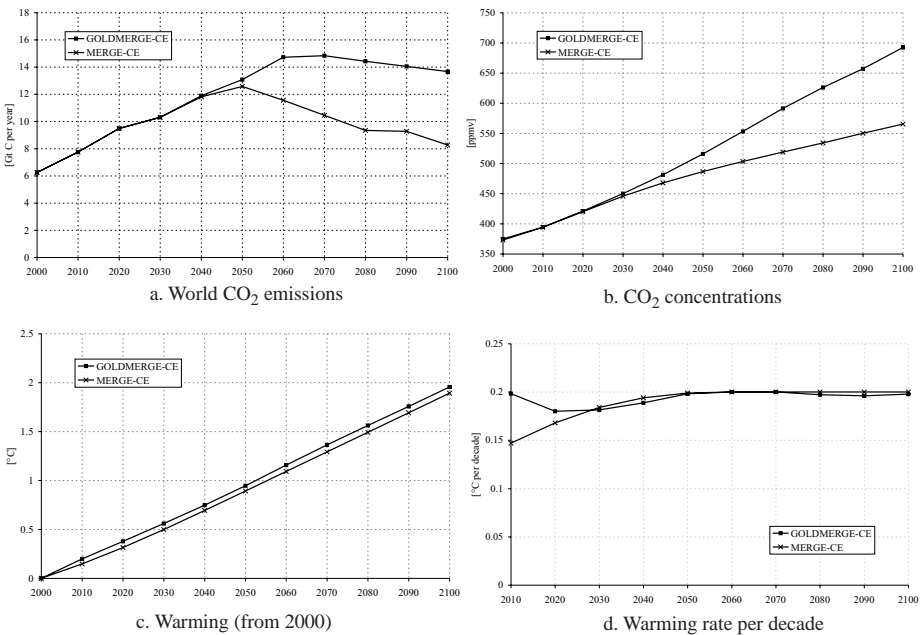 18
16
14
12
10
8
6
4
2
0
[Gt C per year]
GOLDMERGE-CE
MERGE-CE
2000 2010 2020 2030 2040 2050 2060 2070 2080 2090 2100
a. World CO2 emissions
750
700
650
600
550
500
450
400
350
[ppmv]
GOLDMERGE-CE
MERGE-CE
2000 2010 2020 2030 2040 2050 2060 2070 2080 2090 2100
b. CO2 concentrations
2.5
2
1.5
1
0.5
0
[°C]
GOLDMERGE-CE
MERGE-CE
2000 2010 2020 2030 2040 2050 2060 2070 2080 2090 2100
c. Warming (from 2000)
0.25
0.2
0.15
0.1
0.05
0
[°C per decade]
GOLDMERGE-CE
MERGE-CE
2010 2020 2030 2040 2050 2060 2070 2080 2090 2100
d. Warming rate per decade